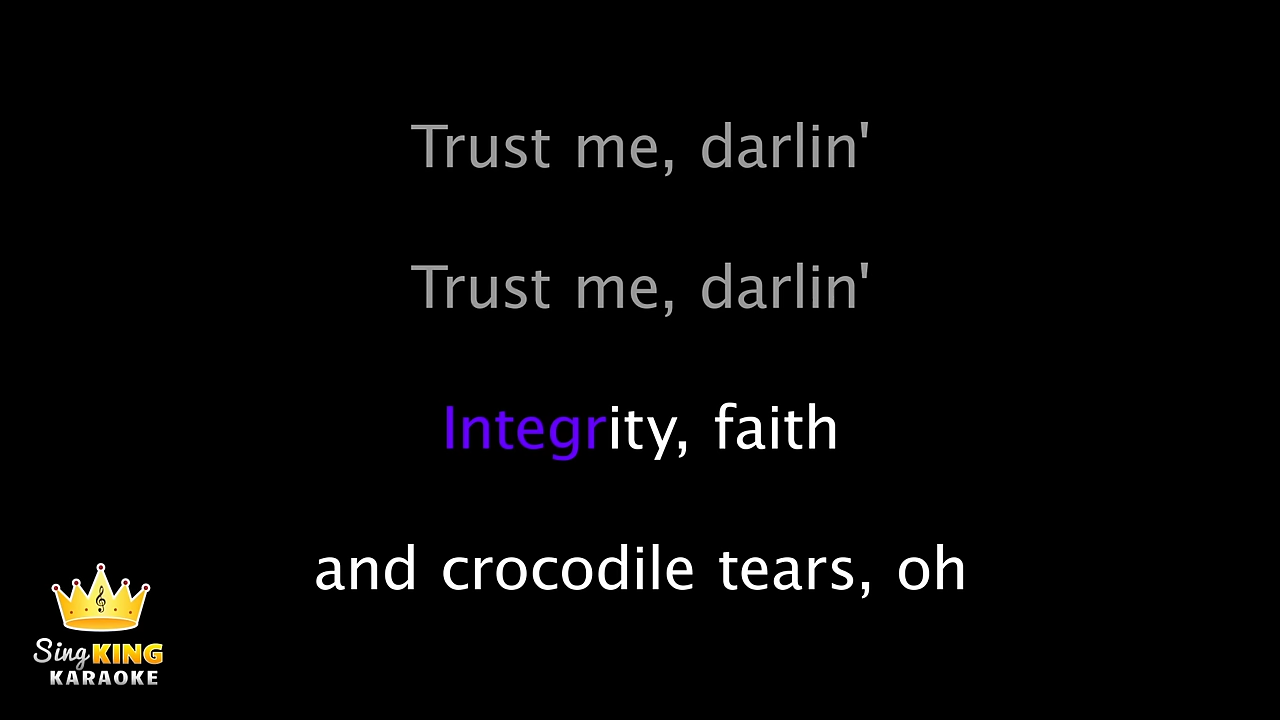 Trust me, darlin'
Trust me, darlin'
Integrity, faith
and crocodile tears, oh
Sing KING
KARAOKE